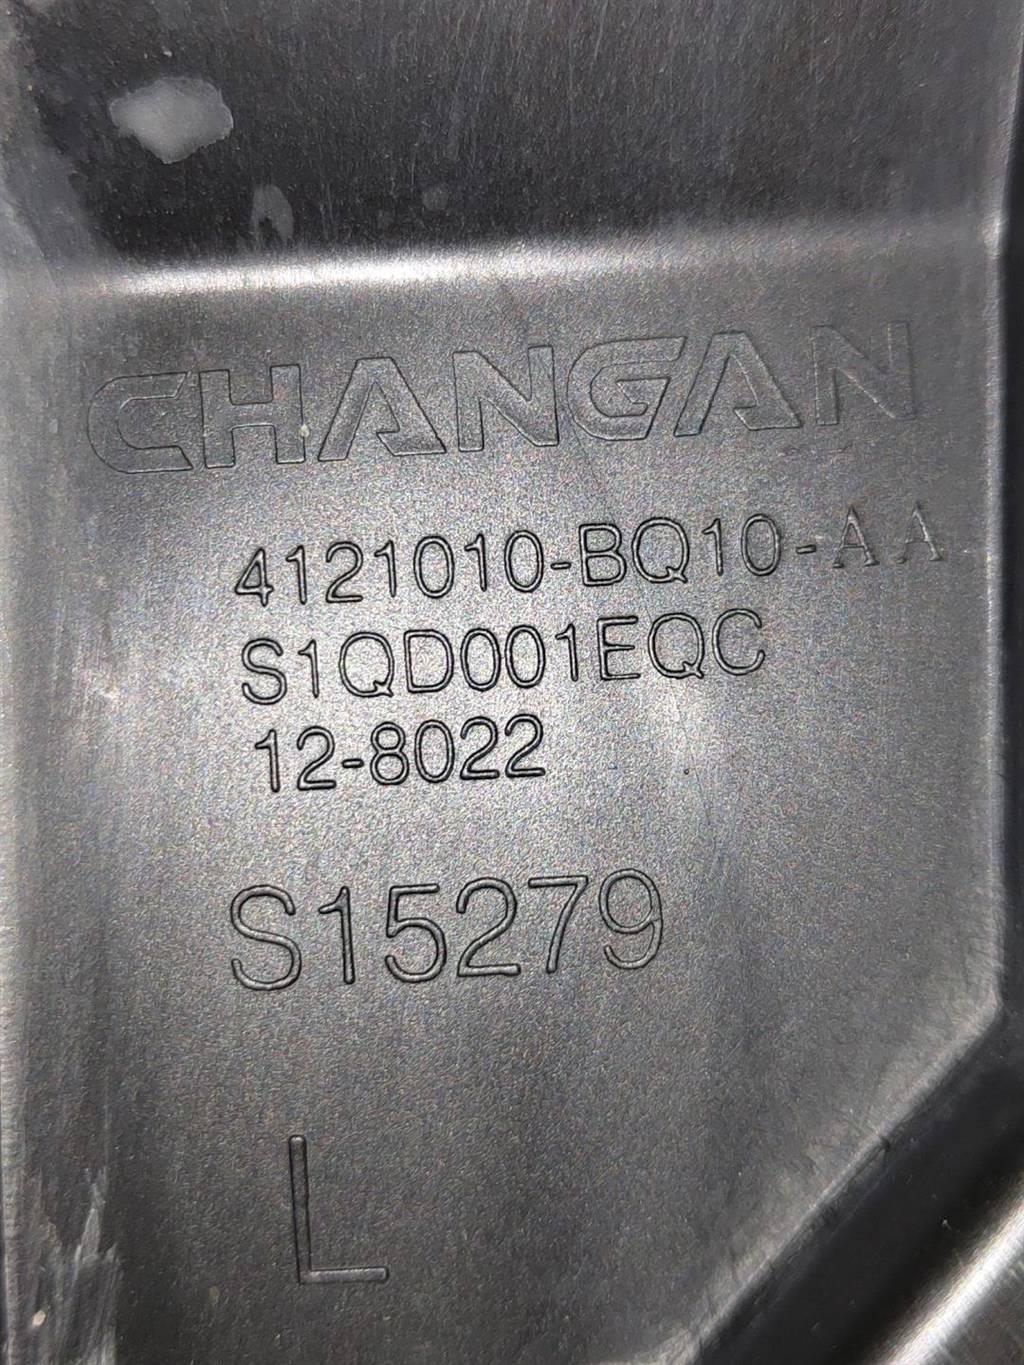 CHANGAN
4121010-BQ10-AA
S1QD001EQC
12-8022
S15279
L